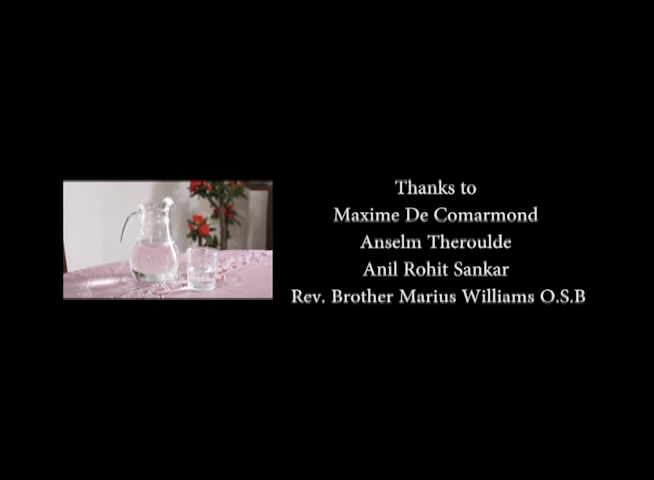 Thanks to
Maxime De Comarmond
Anselm Theroulde
Anil Rohit Sankar
Rev. Brother Marius Williams O.S.B